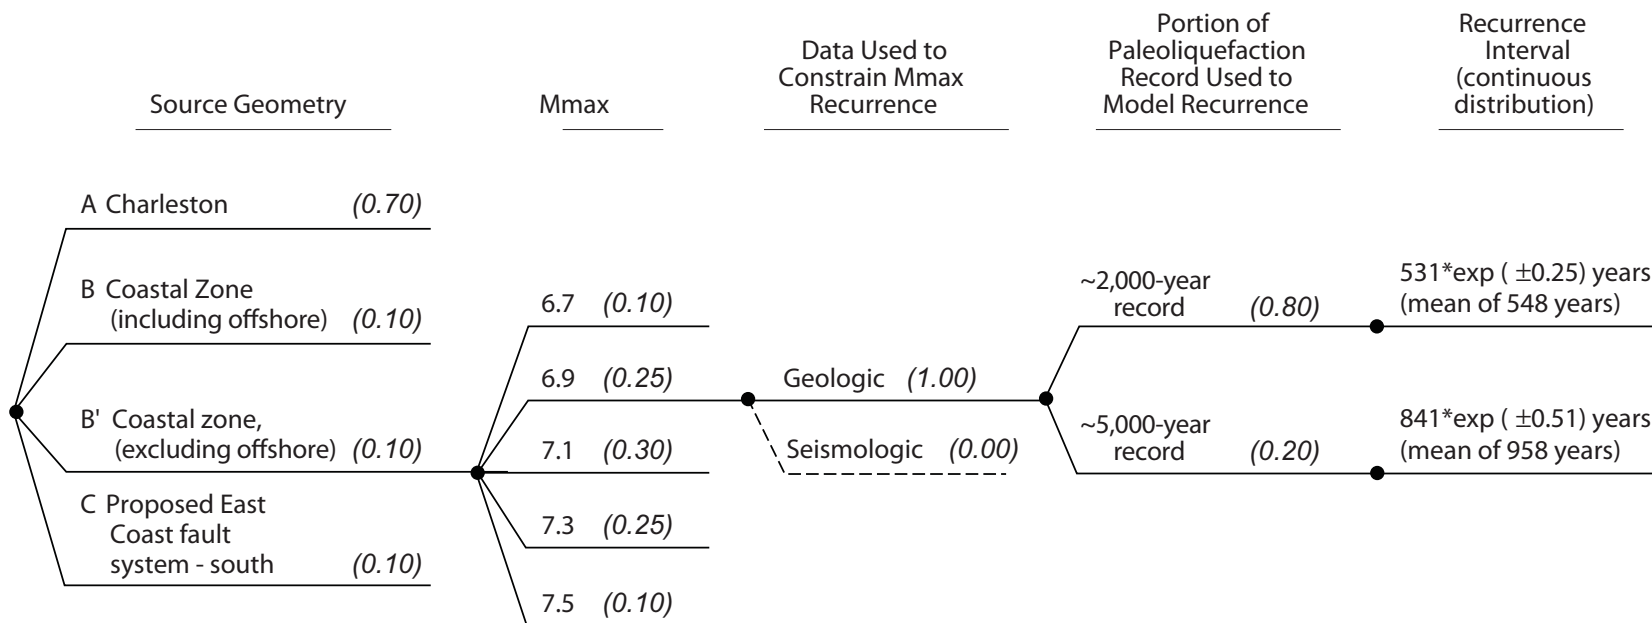 Source Geometry
Mmax
Data Used to
Constrain Mmax
Recurrence
Portion of
Paleoliquefaction
Record Used to
Model Recurrence
Recurrence
Interval
(continuous
distribution)
A Charleston (0.70)
B Coastal Zone
(including offshore) (0.10)
B' Coastal zone,
(excluding offshore) (0.10)
C Proposed East
Coast fault
system - south (0.10)
6.7 (0.10)
6.9 (0.25)
7.1 (0.30)
7.3 (0.25)
7.5 (0.10)
Geologic (1.00)
Seismologic (0.00)
~2,000-year
record (0.80)
~5,000-year
record (0.20)
531*exp ( ±0.25) years
(mean of 548 years)
841*exp ( ±0.51) years
(mean of 958 years)